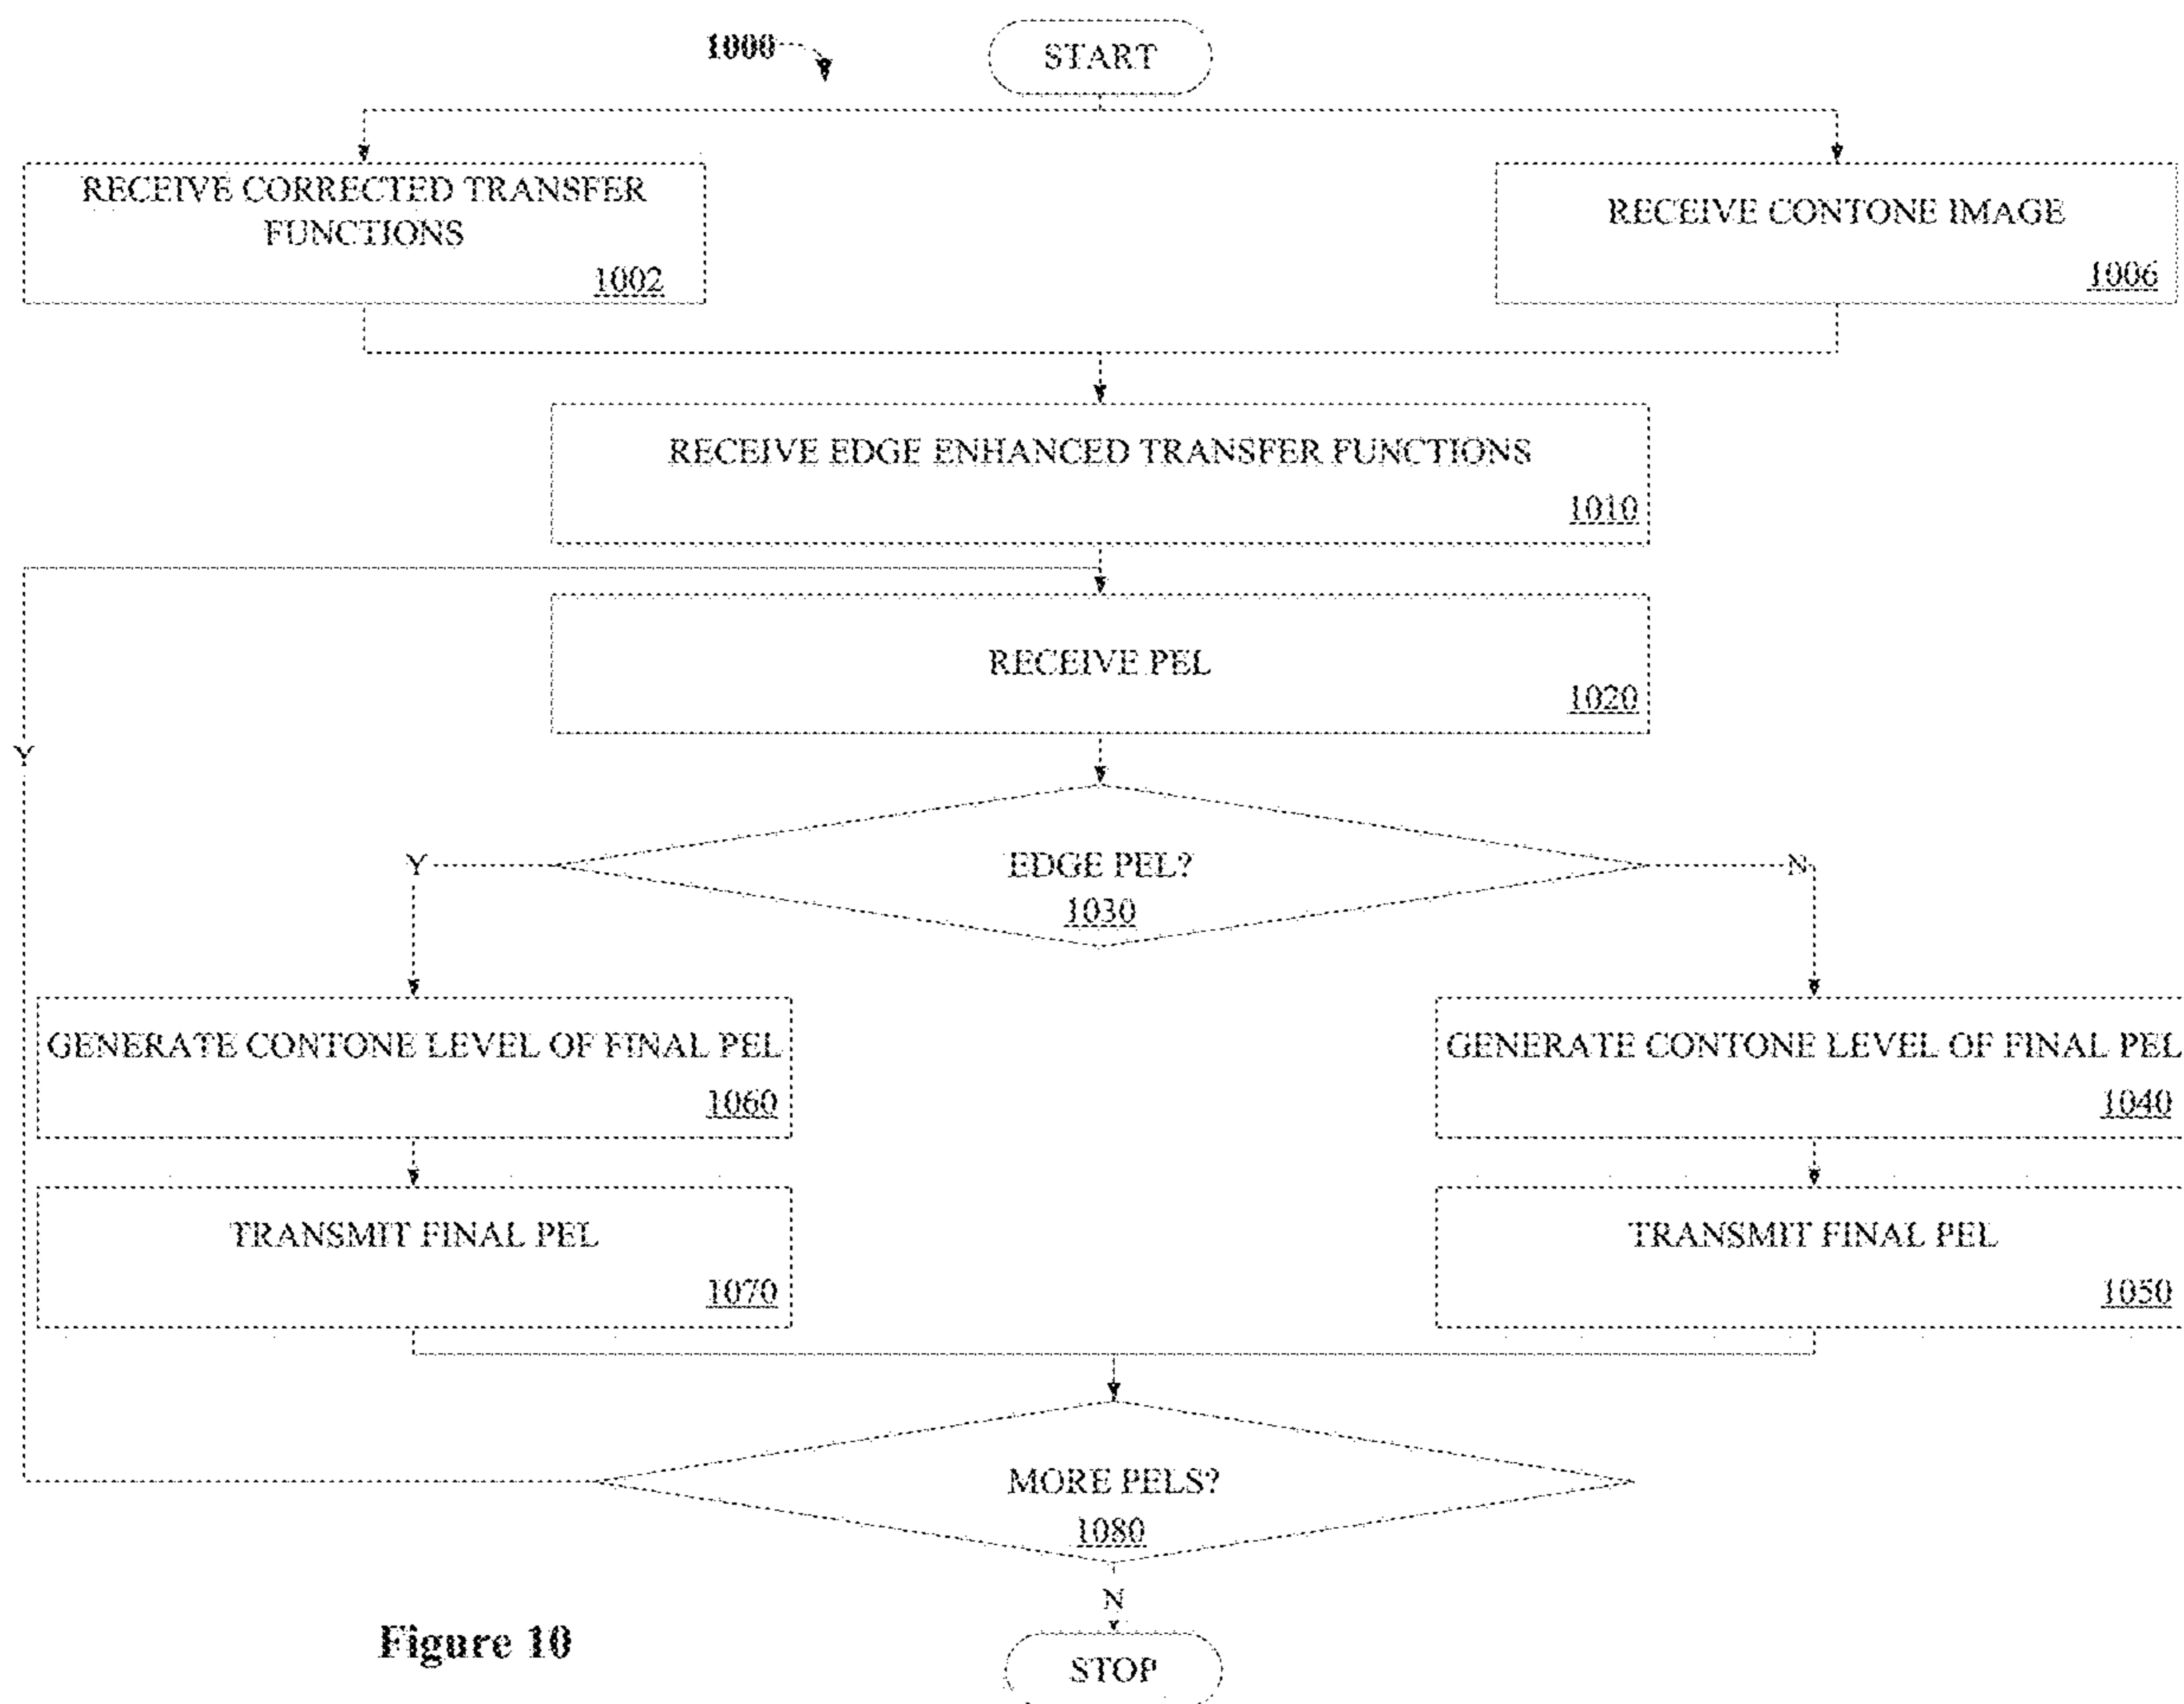 1000
START
RECEIVE CORRECTED TRANSFER
FUNCTIONS
1002
RECEIVE CONTONE IMAGE
1006
RECEIVE EDGE ENHANCED TRANSFER FUNCTIONS
1010
RECEIVE PEL
1020
Y
EDGE PEL?
1030
Y
N
GENERATE CONTONE LEVEL OF FINAL PEL
1060
GENERATE CONTONE LEVEL OF FINAL PEL
1040
TRANSMIT FINAL PEL
1070
TRANSMIT FINAL PEL
1050
MORE PELS?
1080
N
STOP
Figure 10